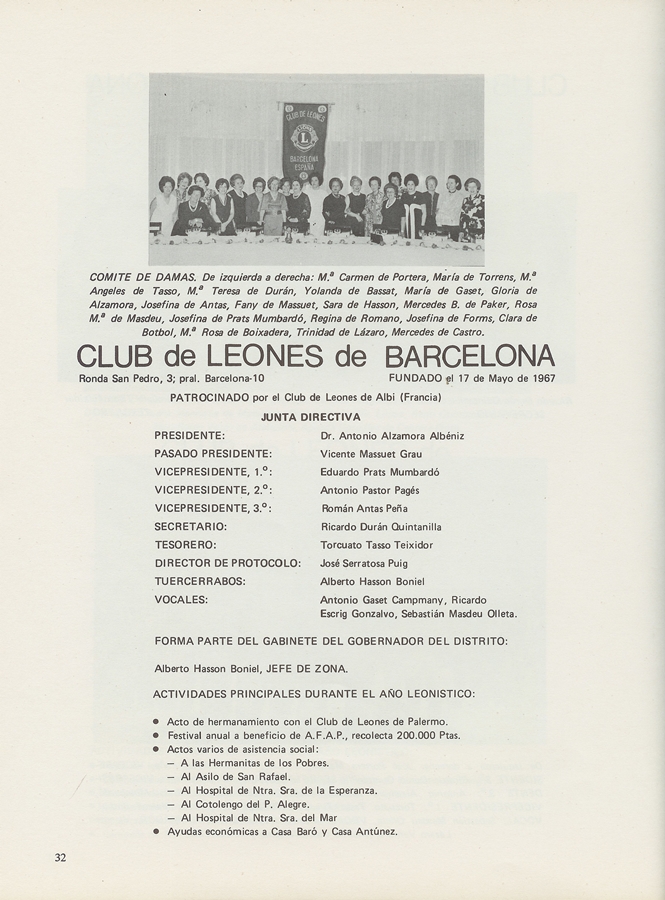 CLUB DE LEONES
L
BARCELONA
ESPAÑA
COMITE DE DAMAS. De izquierda a derecha: M.ª Carmen de Portera, María de Torrens, M.ª
Angeles de Tasso, M.ª Teresa de Durán, Yolanda de Bassat, María de Gaset, Gloria de
Alzamora, Josefina de Antas, Fany de Massuet, Sara de Hasson, Mercedes B. de Paker, Rosa
M.ª de Masdeu, Josefina de Prats Mumbardó, Regina de Romano, Josefina de Forms, Clara de
Botbol, M.ª Rosa de Boixadera, Trinidad de Lázaro, Mercedes de Castro.
CLUB de LEONES de BARCELONA
Ronda San Pedro, 3; pral. Barcelona-10 FUNDADO el 17 de Mayo de 1967
PATROCINADO por el Club de Leones de Albi (Francia)
JUNTA DIRECTIVA
PRESIDENTE: Dr. Antonio Alzamora Albéniz
PASADO PRESIDENTE: Vicente Massuet Grau
VICEPRESIDENTE, 1.º: Eduardo Prats Mumbardó
VICEPRESIDENTE, 2.º: Antonio Pastor Pagés
VICEPRESIDENTE, 3.º: Román Antas Peña
SECRETARIO: Ricardo Durán Quintanilla
TESORERO: Torcuato Tasso Teixidor
DIRECTOR DE PROTOCOLO: José Serratosa Puig
TUERCERRABOS: Alberto Hasson Boniel
VOCALES: Antonio Gaset Campmany, Ricardo
Escrig Gonzalvo, Sebastián Masdeu Olleta.
FORMA PARTE DEL GABINETE DEL GOBERNADOR DEL DISTRITO:
Alberto Hasson Boniel, JEFE DE ZONA.
ACTIVIDADES PRINCIPALES DURANTE EL AÑO LEONISTICO:
● Acto de hermanamiento con el Club de Leones de Palermo.
● Festival anual a beneficio de A.F.A.P., recolecta 200.000 Ptas.
● Actos varios de asistencia social:
— A las Hermanitas de los Pobres.
— Al Asilo de San Rafael.
— Al Hospital de Ntra. Sra. de la Esperanza.
— Al Cotolengo del P. Alegre.
— Al Hospital de Ntra. Sra. del Mar
● Ayudas económicas a Casa Baró y Casa Antúnez.
32